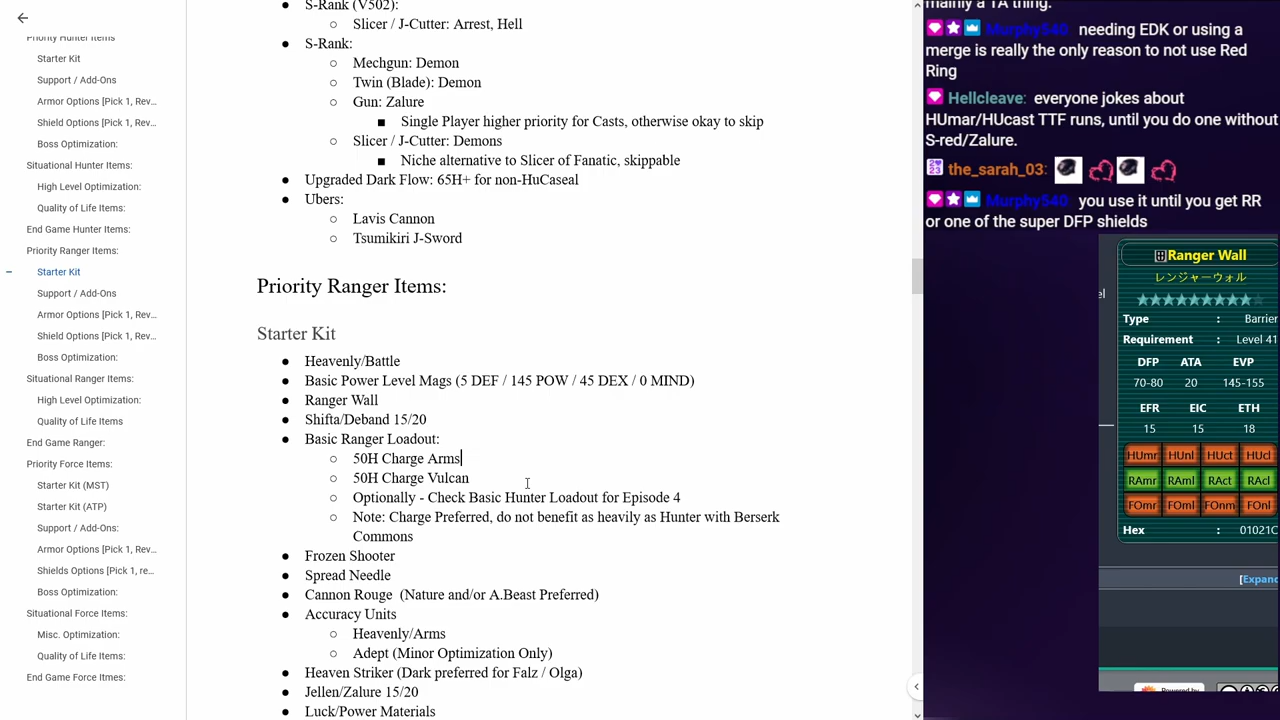 Priority Hunter Items
Starter Kit
Support / Add-Ons
Armor Options [Pick 1, Rev...
Shield Options [Pick 1, Rev...
Boss Optimization:
Situational Hunter Items:
High Level Optimization:
Quality of Life Items:
End Game Hunter Items:
Priority Ranger Items:
Starter Kit
Support / Add-Ons
Armor Options [Pick 1, Rev...
Shield Options [Pick 1, Rev...
Boss Optimization:
Situational Ranger Items:
High Level Optimization:
Quality of Life Items
End Game Ranger:
Priority Force Items:
Starter Kit (MST)
Starter Kit (ATP)
Support / Add-Ons:
Armor Options [Pick 1, Rev...
Shields Options [Pick 1, re...
Boss Optimization:
Situational Force Items:
Misc. Optimization:
Quality of Life Items:
End Game Force Itmes:
● S-Rank (V502):
○ Slicer / J-Cutter: Arrest, Hell
● S-Rank:
○ Mechgun: Demon
○ Twin (Blade): Demon
○ Gun: Zalure
■ Single Player higher priority for Casts, otherwise okay to skip
○ Slicer / J-Cutter: Demons
■ Niche alternative to Slicer of Fanatic, skippable
● Upgraded Dark Flow: 65H+ for non-HuCaseal
● Ubers:
○ Lavis Cannon
○ Tsumikiri J-Sword
Priority Ranger Items:
Starter Kit
● Heavenly/Battle
● Basic Power Level Mags (5 DEF / 145 POW / 45 DEX / 0 MIND)
● Ranger Wall
● Shifta/Deband 15/20
● Basic Ranger Loadout:
○ 50H Charge Arms
○ 50H Charge Vulcan
○ Optionally - Check Basic Hunter Loadout for Episode 4
○ Note: Charge Preferred, do not benefit as heavily as Hunter with Berserk
Commons
● Frozen Shooter
● Spread Needle
● Cannon Rouge (Nature and/or A.Beast Preferred)
● Accuracy Units
○ Heavenly/Arms
○ Adept (Minor Optimization Only)
● Heaven Striker (Dark preferred for Falz / Olga)
● Jellen/Zalure 15/20
● Luck/Power Materials
mainly a TA thing.
Murphy540 needing EDK or using a
merge is really the only reason to not use Red
Ring
Hellcleave: everyone jokes about
HUmar/HUcast TTF runs, until you do one without
S-red/Zalure.
the_sarah_03:
Murphy540 you use it until you get RR
or one of the super DFP shields
Ranger Wall
レンジャーウォル
★★★★★★★★★☆
Type : Barrier
Requirement : Level 41
DFP ATA EVP
70-80 20 145-155
EFR EIC ETH
15 15 18
HUmr HUnl HUct HUcl
RAmr RAml RAct RAcl
FOmr FOml FOnm FOnl
Hex : 01021C
[Expand
Powered by